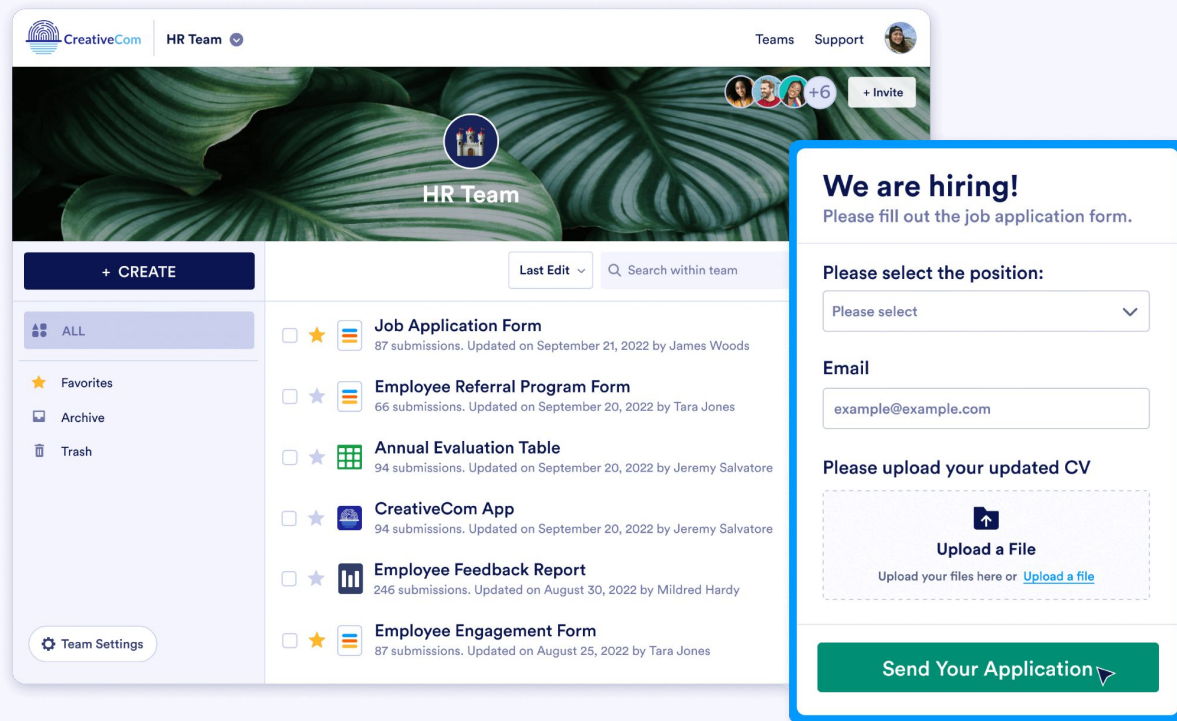 CreativeCom
HR Team
Teams
Support
+6
+ Invite
HR Team
+ CREATE
Last Edit
Search within team
ALL
Favorites
Archive
Trash
Team Settings
Job Application Form
87 submissions. Updated on September 21, 2022 by James Woods
Employee Referral Program Form
66 submissions. Updated on September 20, 2022 by Tara Jones
Annual Evaluation Table
94 submissions. Updated on September 20, 2022 by Jeremy Salvatore
CreativeCom App
94 submissions. Updated on September 20, 2022 by Jeremy Salvatore
Employee Feedback Report
246 submissions. Updated on August 30, 2022 by Mildred Hardy
Employee Engagement Form
87 submissions. Updated on August 25, 2022 by Tara Jones
We are hiring!
Please fill out the job application form.
Please select the position:
Please select
Email
example@example.com
Please upload your updated CV
Upload a File
Upload your files here or Upload a file
Send Your Application